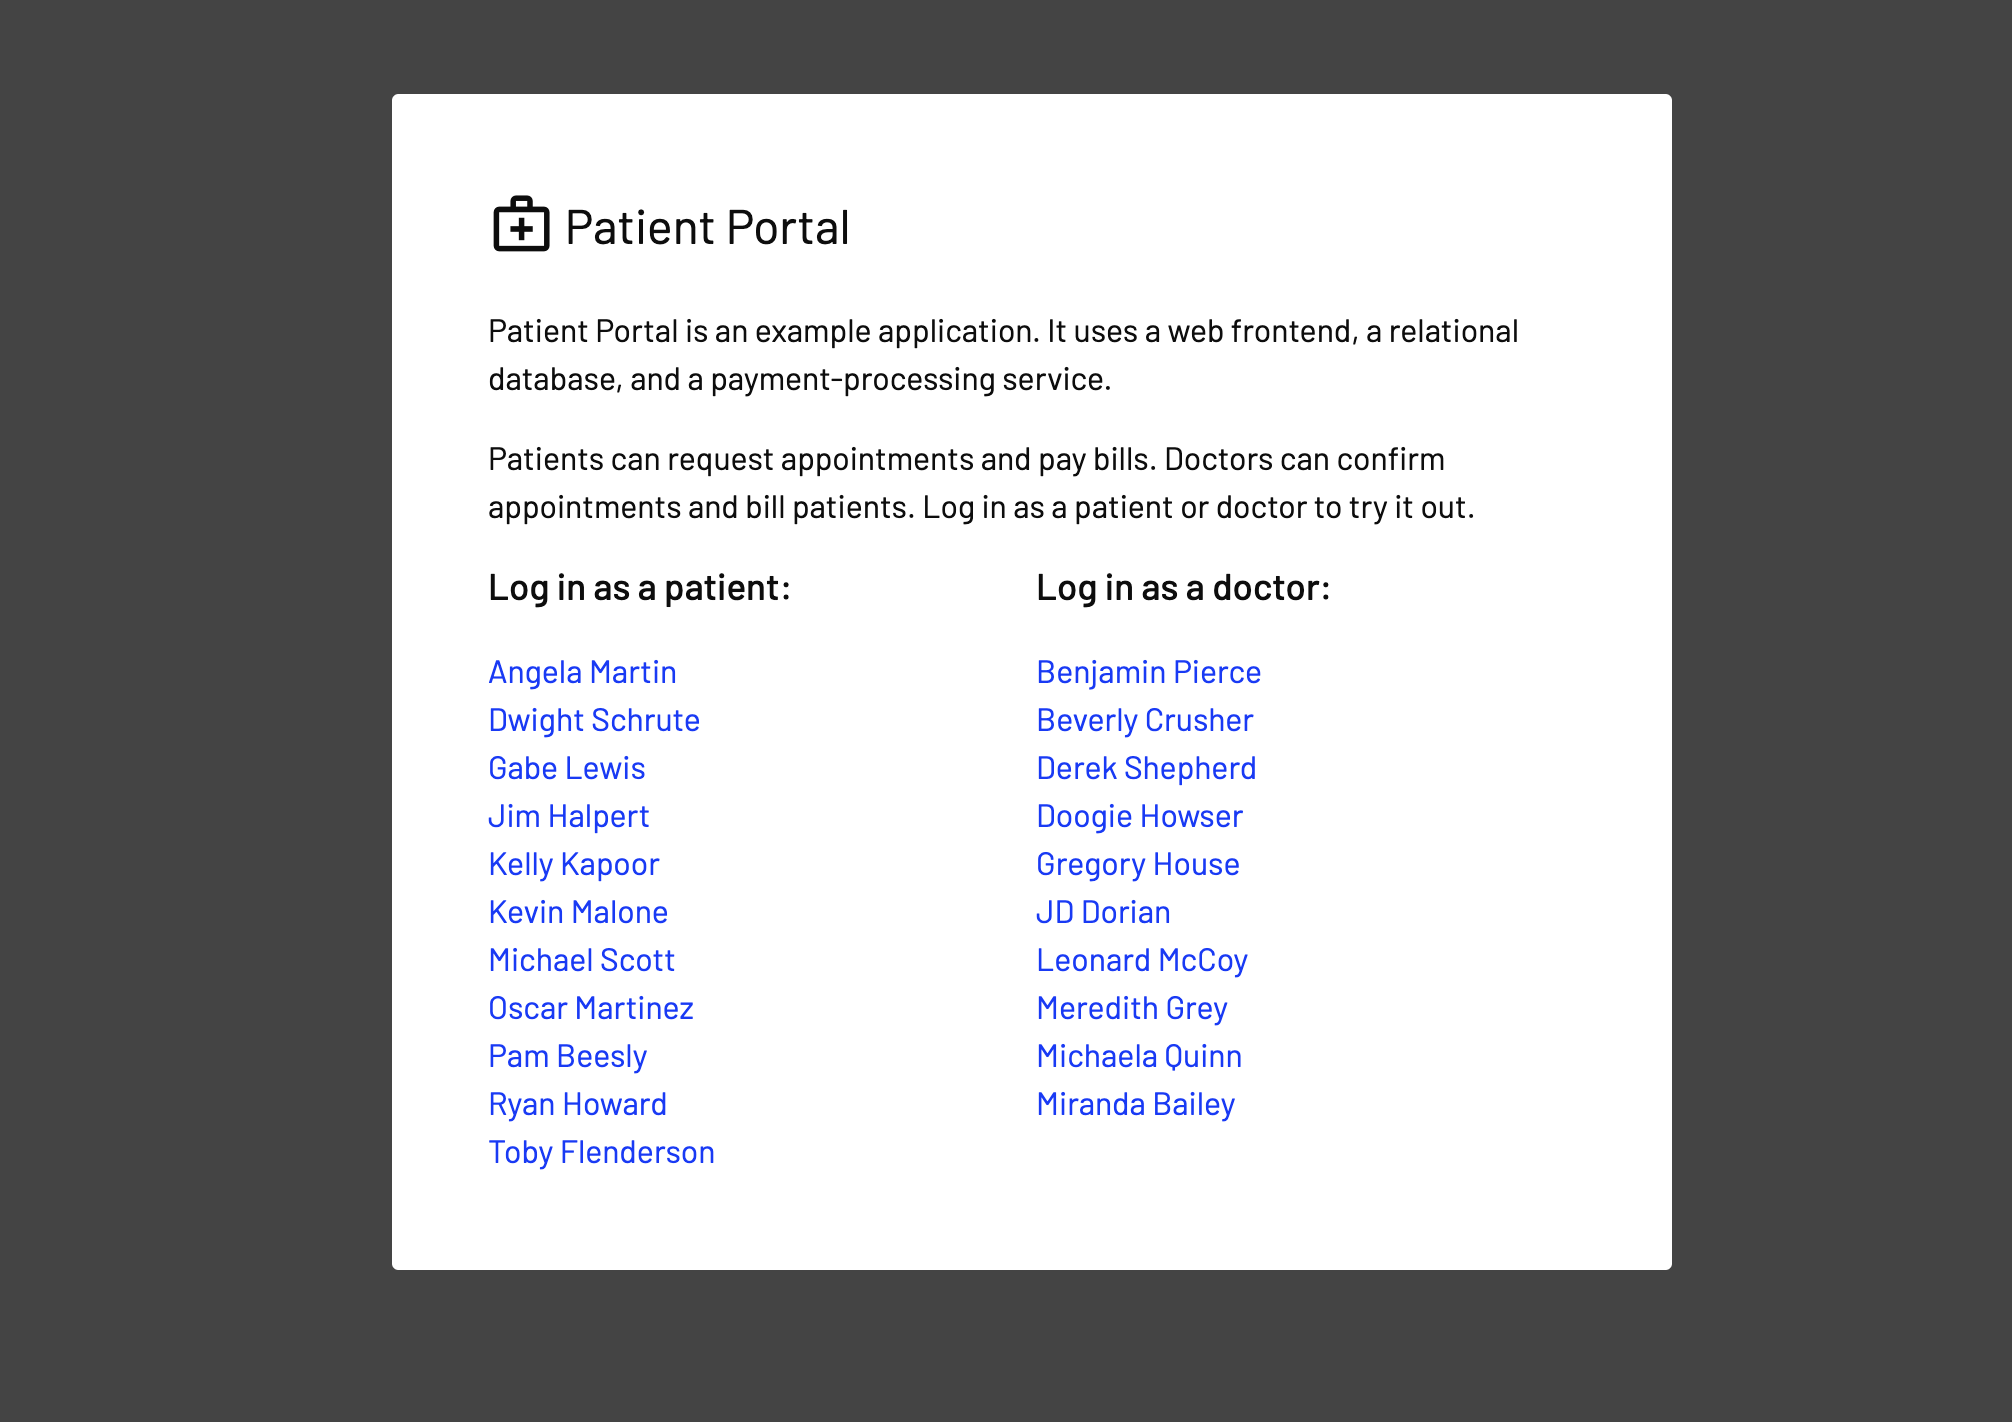 Patient Portal
Patient Portal is an example application. It uses a web frontend, a relational
database, and a payment-processing service.
Patients can request appointments and pay bills. Doctors can confirm
appointments and bill patients. Log in as a patient or doctor to try it out.
Log in as a patient:
Angela Martin
Dwight Schrute
Gabe Lewis
Jim Halpert
Kelly Kapoor
Kevin Malone
Michael Scott
Oscar Martinez
Pam Beesly
Ryan Howard
Toby Flenderson
Log in as a doctor:
Benjamin Pierce
Beverly Crusher
Derek Shepherd
Doogie Howser
Gregory House
JD Dorian
Leonard McCoy
Meredith Grey
Michaela Quinn
Miranda Bailey